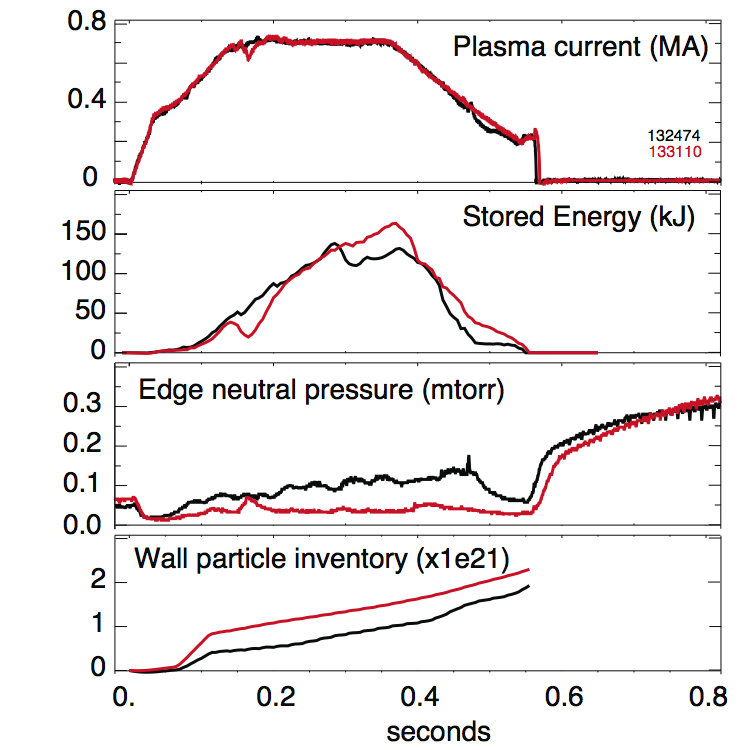 0.8
Plasma current (MA)
0.4
132474
133110
0
Stored Energy (kJ)
150
100
50
0
Edge neutral pressure (mtorr)
0.3
0.2
0.1
0.0
Wall particle inventory (x1e21)
2
1
0
0. 0.2 0.4 0.6 0.8
seconds